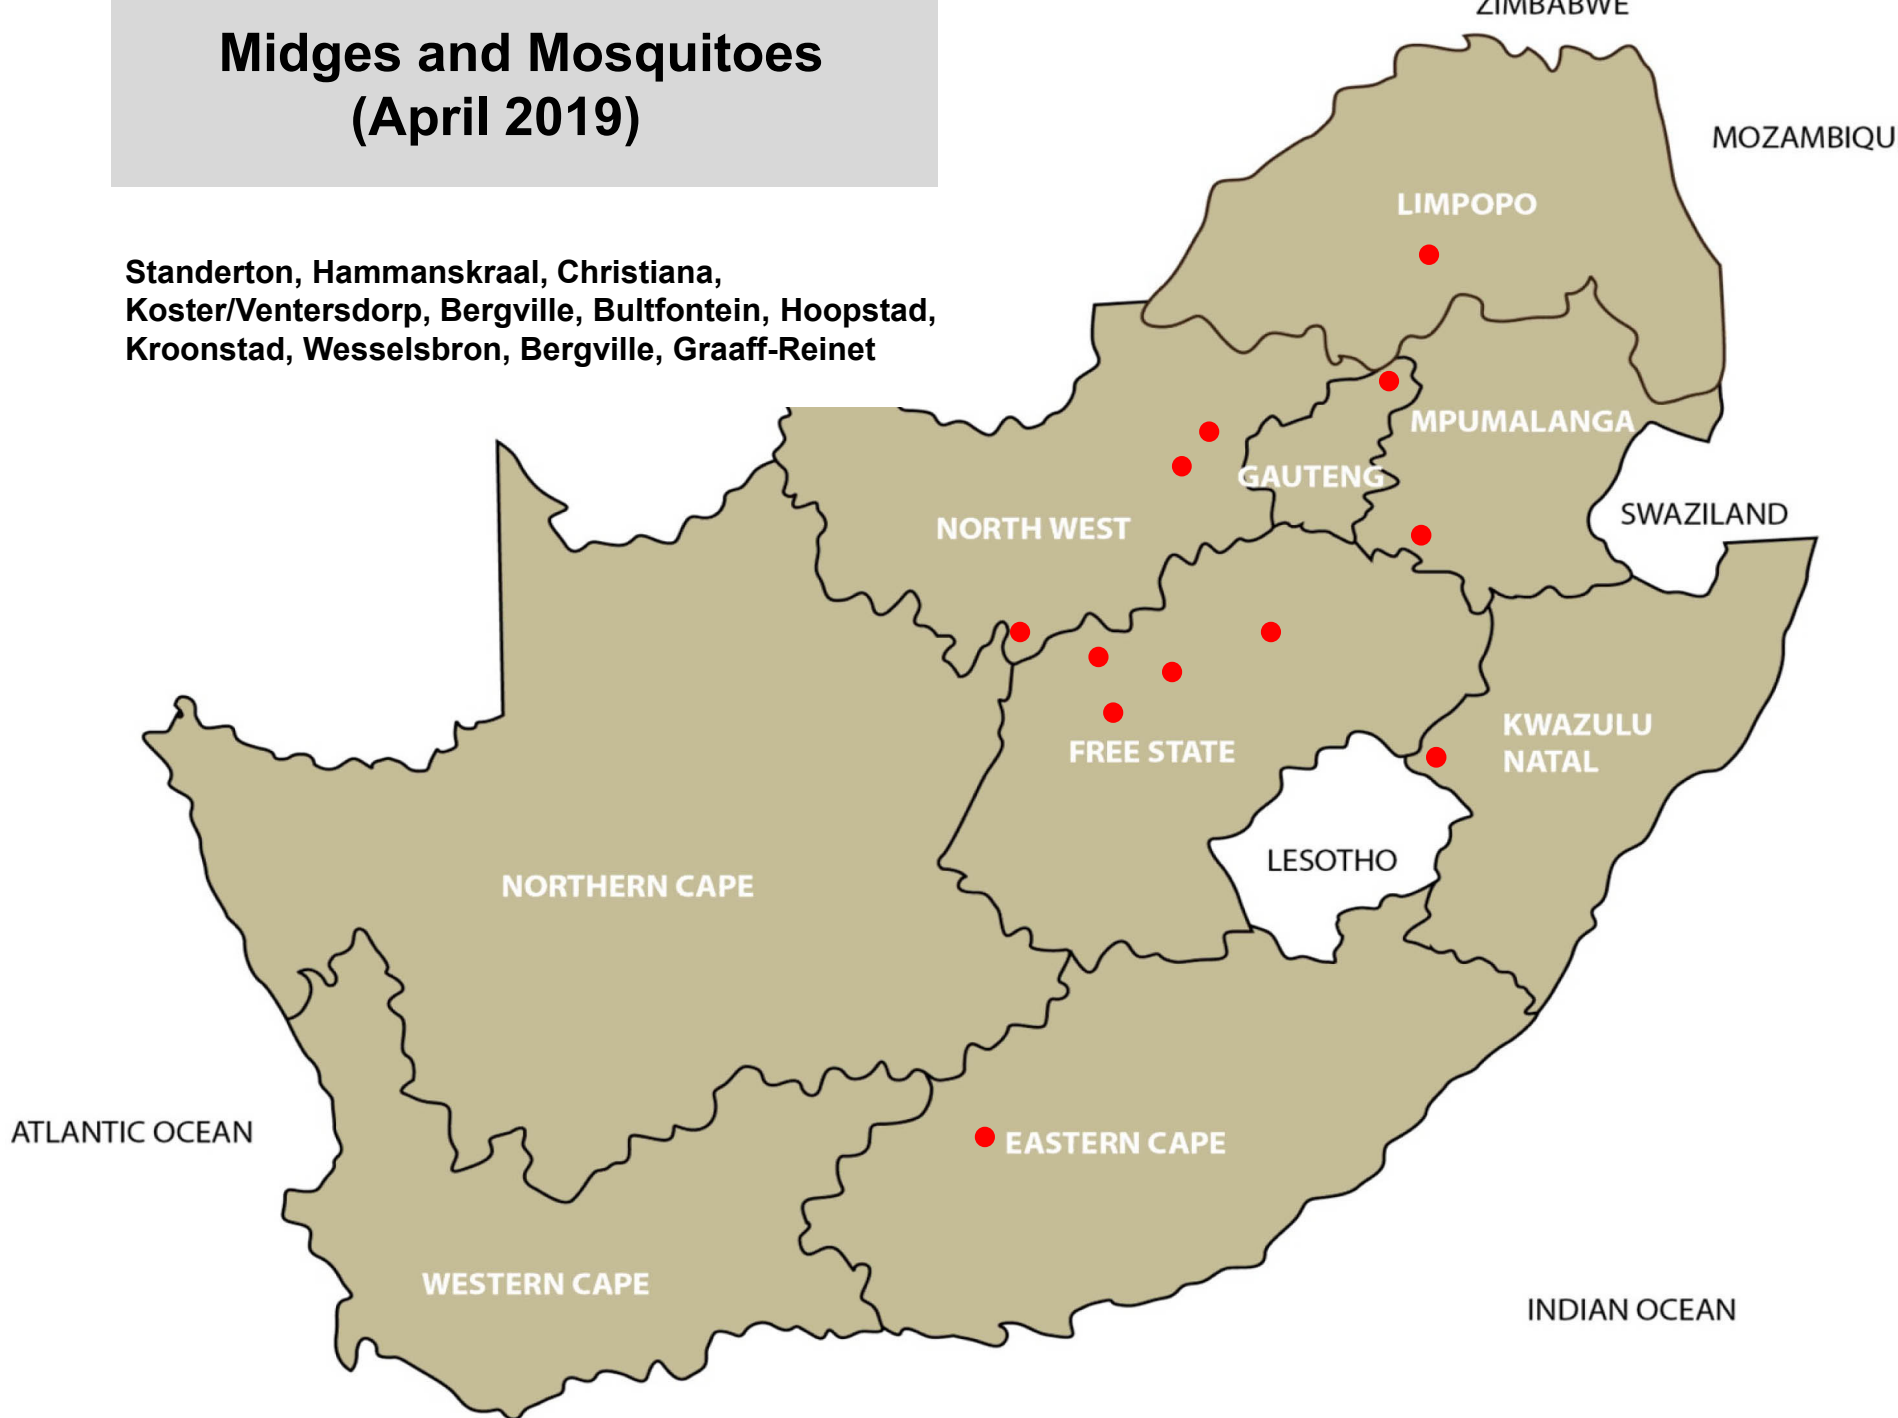 ZIMBABWE
Midges and Mosquitoes
(April 2019)
MOZAMBIQU
LIMPOPO
Standerton, Hammanskraal, Christiana,
Koster/Ventersdorp, Bergville, Bultfontein, Hoopstad,
Kroonstad, Wesselsbron, Bergville, Graaff-Reinet
MPUMALANGA
GAUTENG
SWAZILAND
NORTH WEST
KWAZULU
NATAL
FREE STATE
LESOTHO
NORTHERN CAPE
ATLANTIC OCEAN
EASTERN CAPE
WESTERN CAPE
INDIAN OCEAN